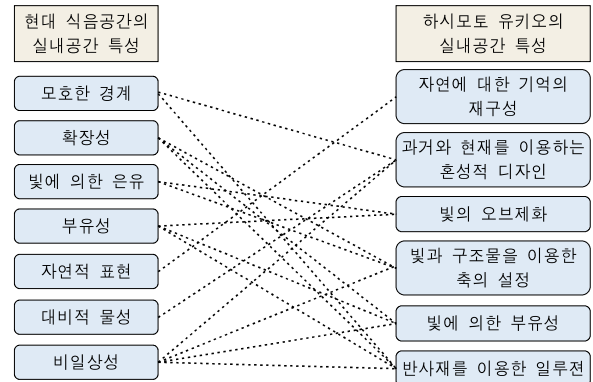 현대 식음공간의
실내공간 특성
모호한 경계
확장성
빛에 의한 은유
부유성
자연적 표현
대비적 물성
비일상성
하시모토 유키오의
실내공간 특성
자연에 대한 기억의
재구성
과거와 현재를 이용하는
혼성적 디자인
빛의 오브제화
빛과 구조물을 이용한
축의 설정
빛에 의한 부유성
반사재를 이용한 일루젼